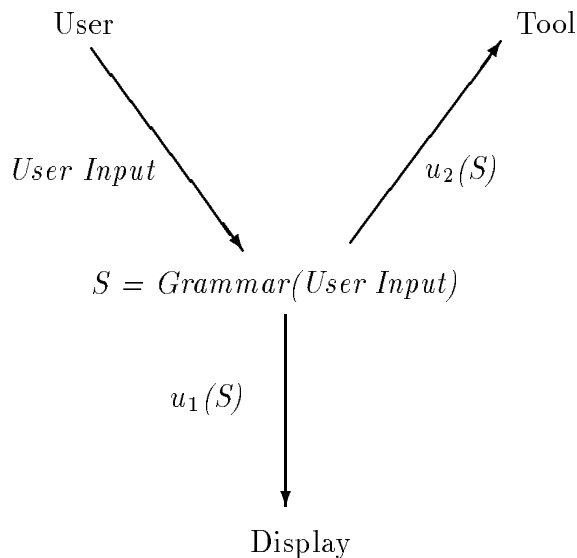 User
Tool
User Input
u₂(S)
S = Grammar(User Input)
u₁(S)
Display